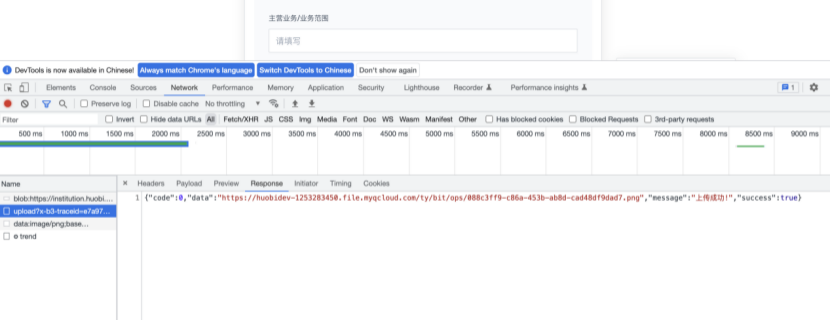 主营业务/业务范围
请填写
DevTools is now available in Chinese! Always match Chrome's language Switch DevTools to Chinese Don't show again
Elements Console Sources Network Performance Memory Application Security Lighthouse Recorder Performance insights 1
Preserve log Disable cache No throttling
Filter Invert Hide data URLs All Fetch/XHR JS CSS Img Media Font Doc WS Wasm Manifest Other Has blocked cookies Blocked Requests 3rd-party requests
500 ms 1000 ms 1500 ms 2000 ms 2500 ms 3000 ms 3500 ms 4000 ms 4500 ms 5000 ms 5500 ms 6000 ms 6500 ms 7000 ms 7500 ms 8000 ms 8500 ms 9000 ms
Name × Headers Payload Preview Response Initiator Timing Cookies
blob:https://institution.huobi....
1 {"code":0,"data":"https://huobidev-1253283450.file.myqcloud.com/ty/bit/ops/088c3ff9-c86a-453b-ab8d-cad48df9dad7.png","message":"上传成功!","success":true}
upload?x-b3-traceid=e7a97...
data:image/png;base...
trend